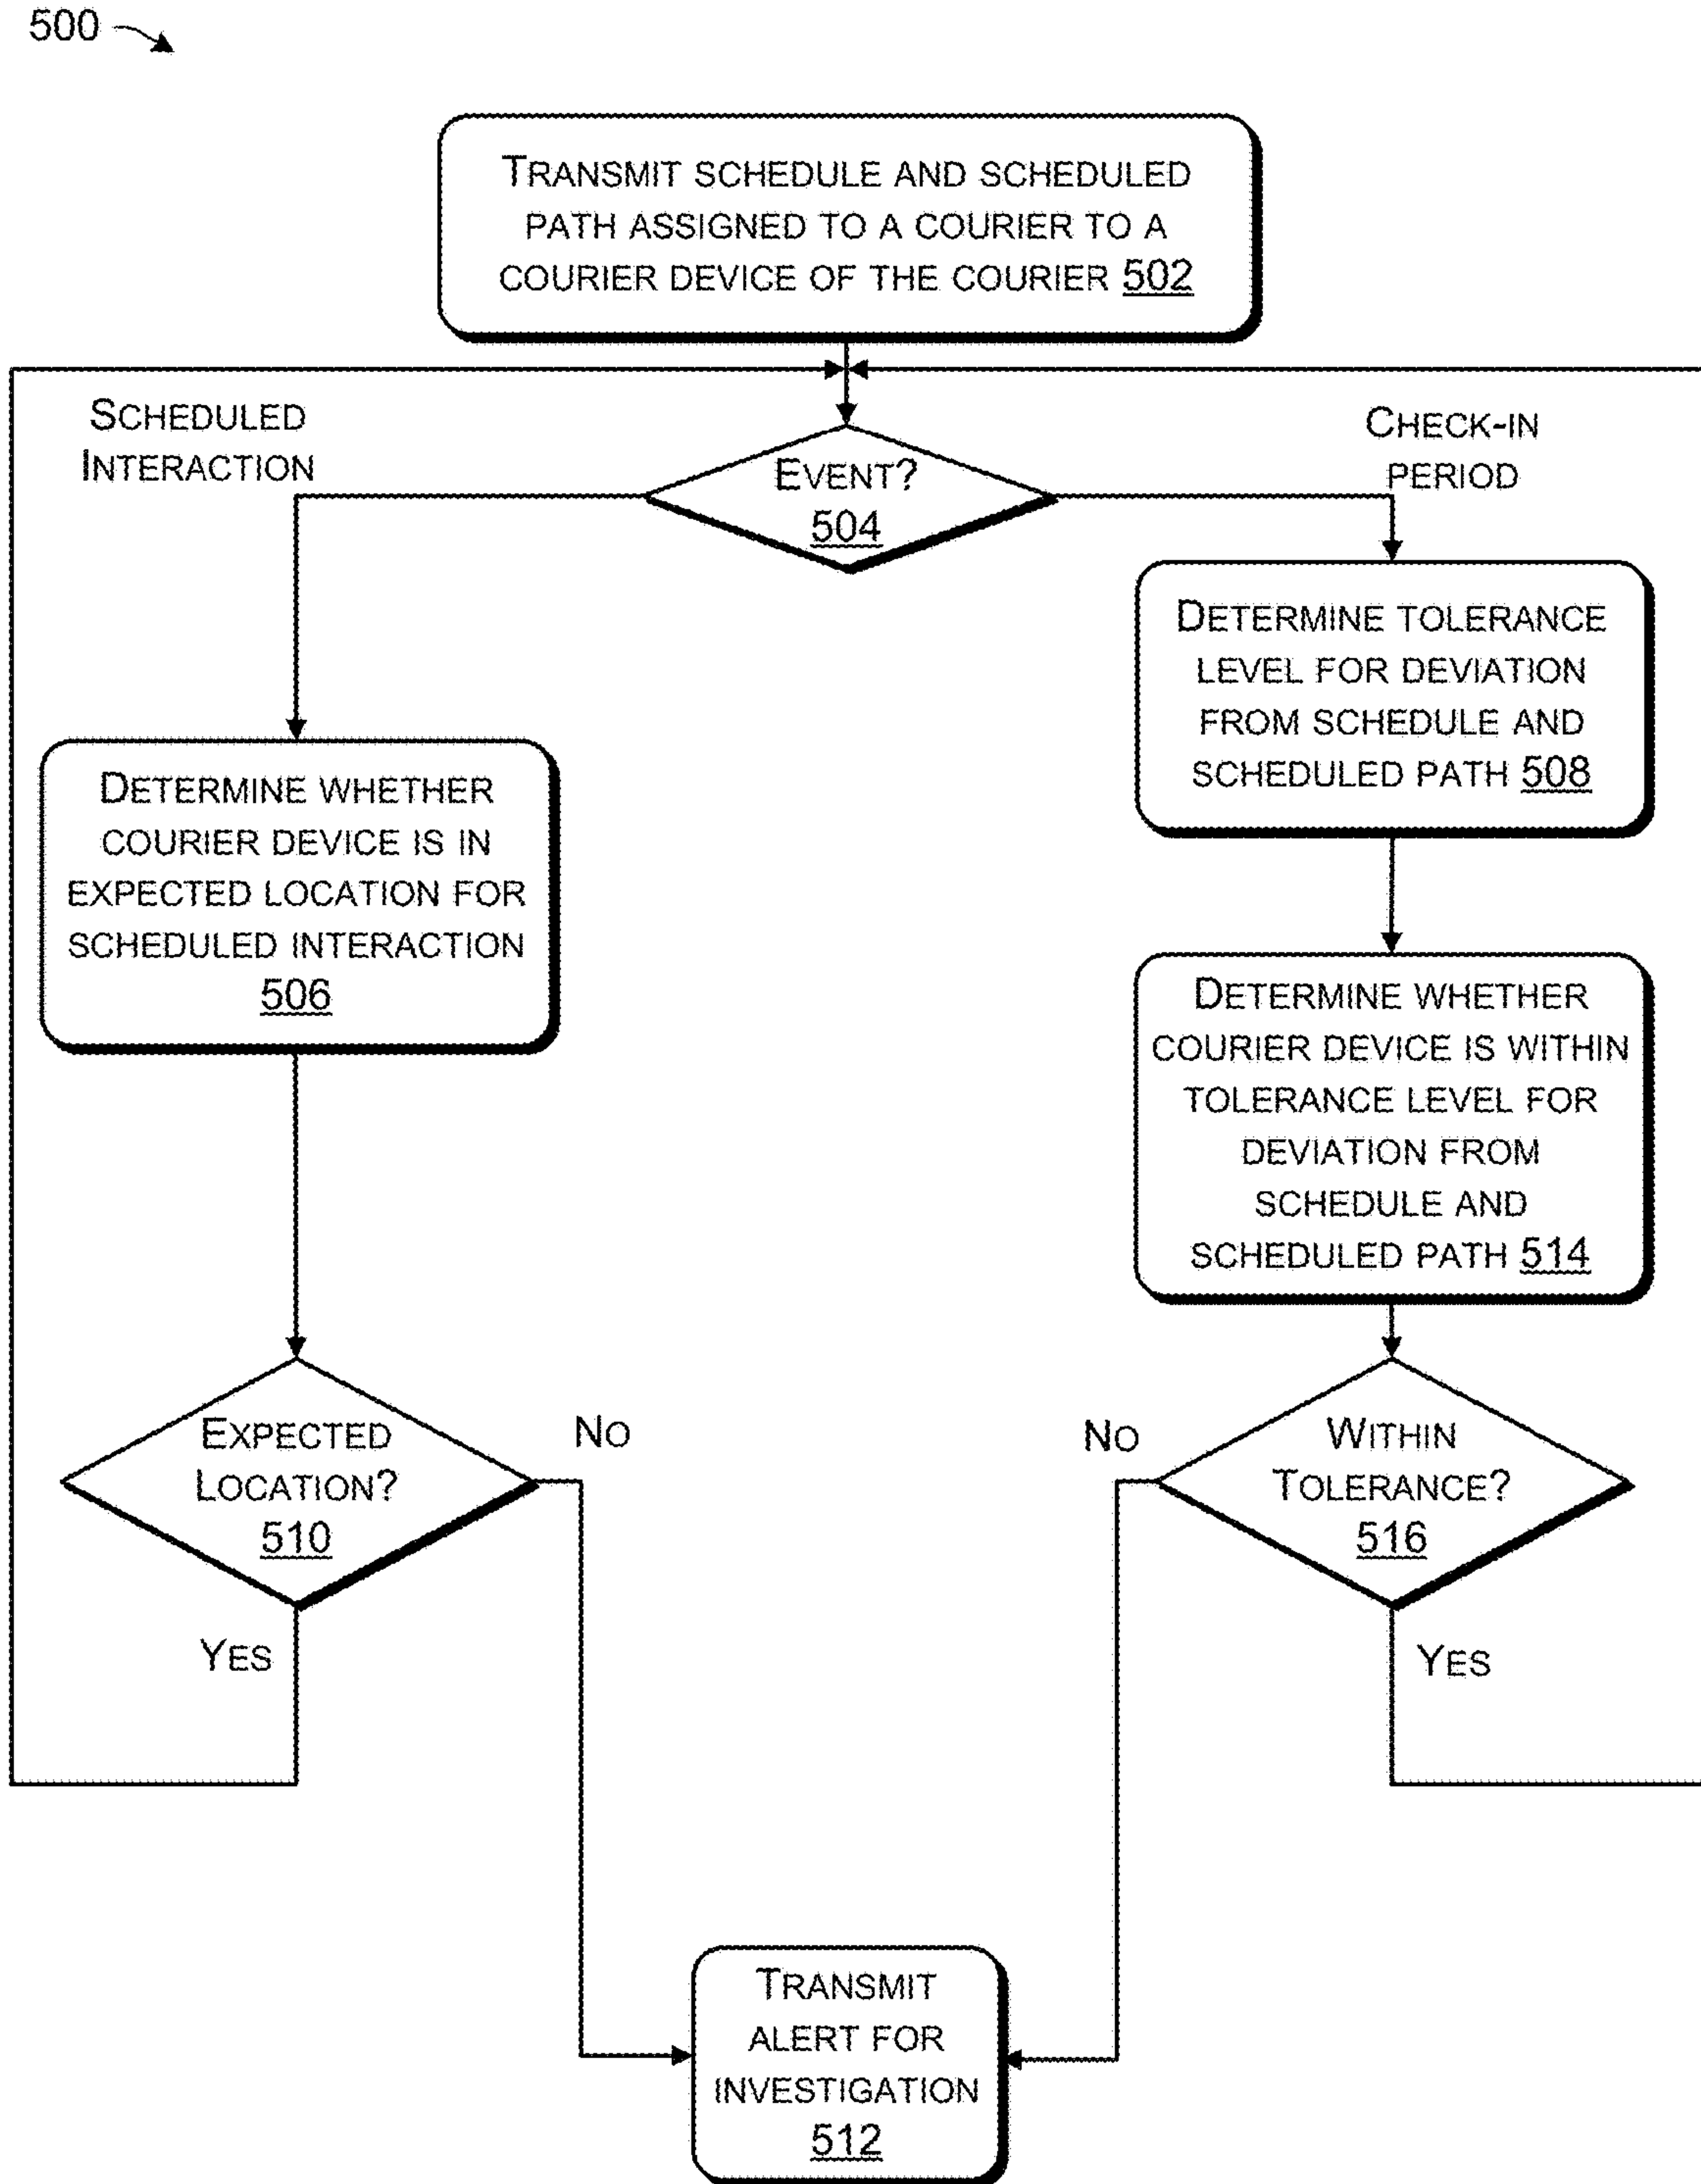 500
TRANSMIT SCHEDULE AND SCHEDULED
PATH ASSIGNED TO A COURIER TO A
COURIER DEVICE OF THE COURIER 502
SCHEDULED
INTERACTION
EVENT?
504
CHECK-IN
PERIOD
DETERMINE WHETHER
COURIER DEVICE IS IN
EXPECTED LOCATION FOR
SCHEDULED INTERACTION
506
DETERMINE TOLERANCE
LEVEL FOR DEVIATION
FROM SCHEDULE AND
SCHEDULED PATH 508
DETERMINE WHETHER
COURIER DEVICE IS WITHIN
TOLERANCE LEVEL FOR
DEVIATION FROM
SCHEDULE AND
SCHEDULED PATH 514
EXPECTED
LOCATION?
510
NO
YES
NO
WITHIN
TOLERANCE?
516
YES
TRANSMIT
ALERT FOR
INVESTIGATION
512